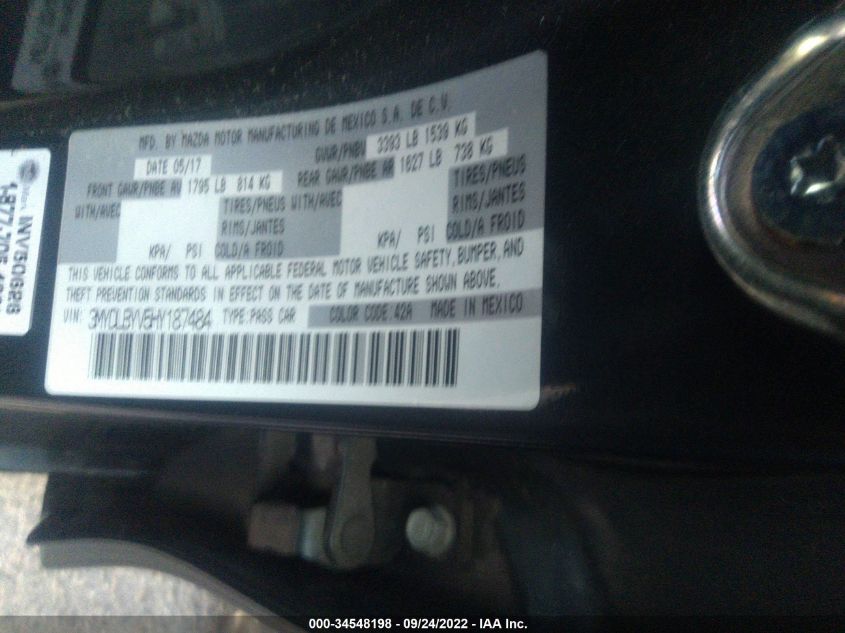 MFD. BY MAZDA MOTOR MANUFACTURING DE MEXICO S.A. DE C.V.
DATE 05/17 GVWR/PNBV 3393 LB 1539 KG
FRONT GAWR/PNBE AV 1795 LB 814 KG REAR GAWR/PNBE AR 1627 LB 738 KG
WITH/AVEC TIRES/PNEUS WITH/AVEC TIRES/PNEUS
RIMS/JANTES RIMS/JANTES
KPA/ PSI COLD/A FROID KPA/ PSI COLD/A FROID
THIS VEHICLE CONFORMS TO ALL APPLICABLE FEDERAL MOTOR VEHICLE SAFETY, BUMPER, AND
THEFT PREVENTION STANDARDS IN EFFECT ON THE DATE OF MANUFACTURE SHOWN ABOVE.
VIN: 3MYDLBYV5HY187484 TYPE:PASS CAR COLOR CODE:42A MADE IN MEXICO
000-34548198 - 09/24/2022 - IAA Inc.